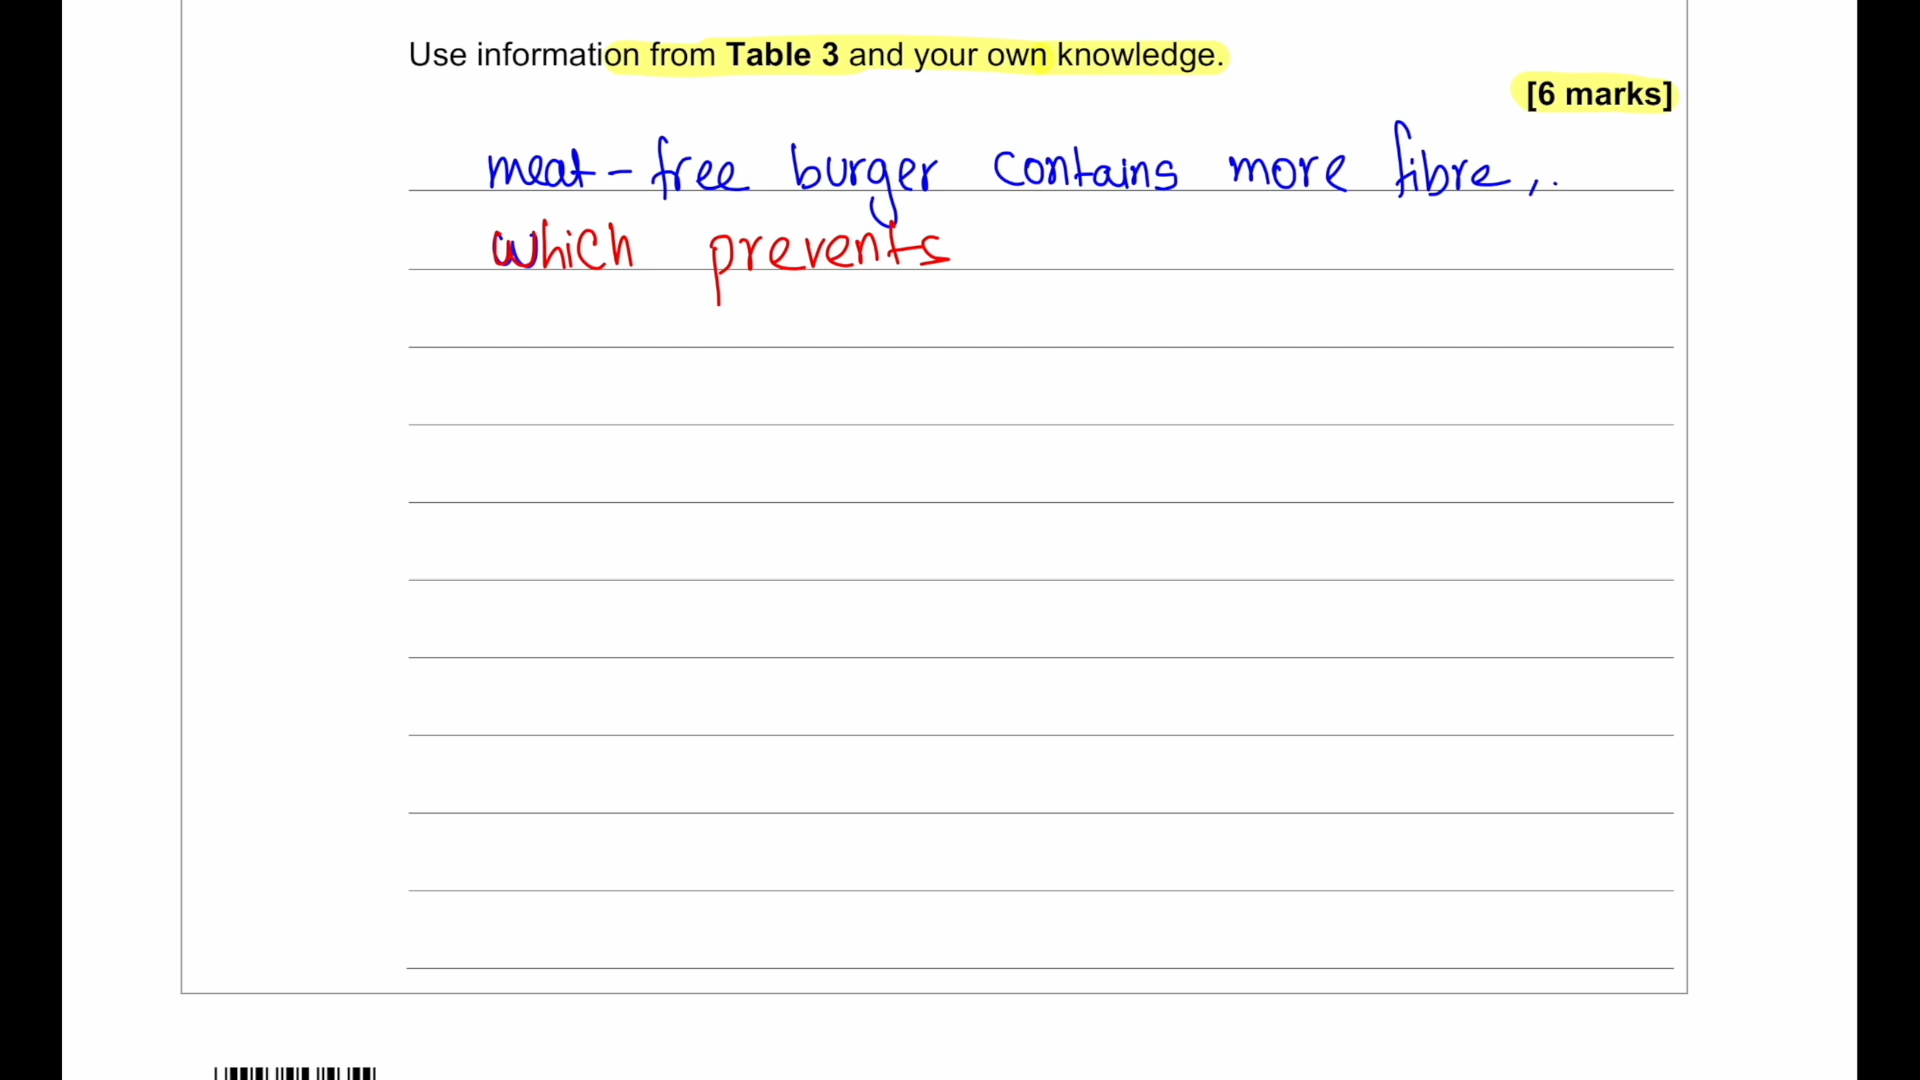 Use information from Table 3 and your own knowledge.
[6 marks]
meat-free burger contains more fibre,.
which prevents